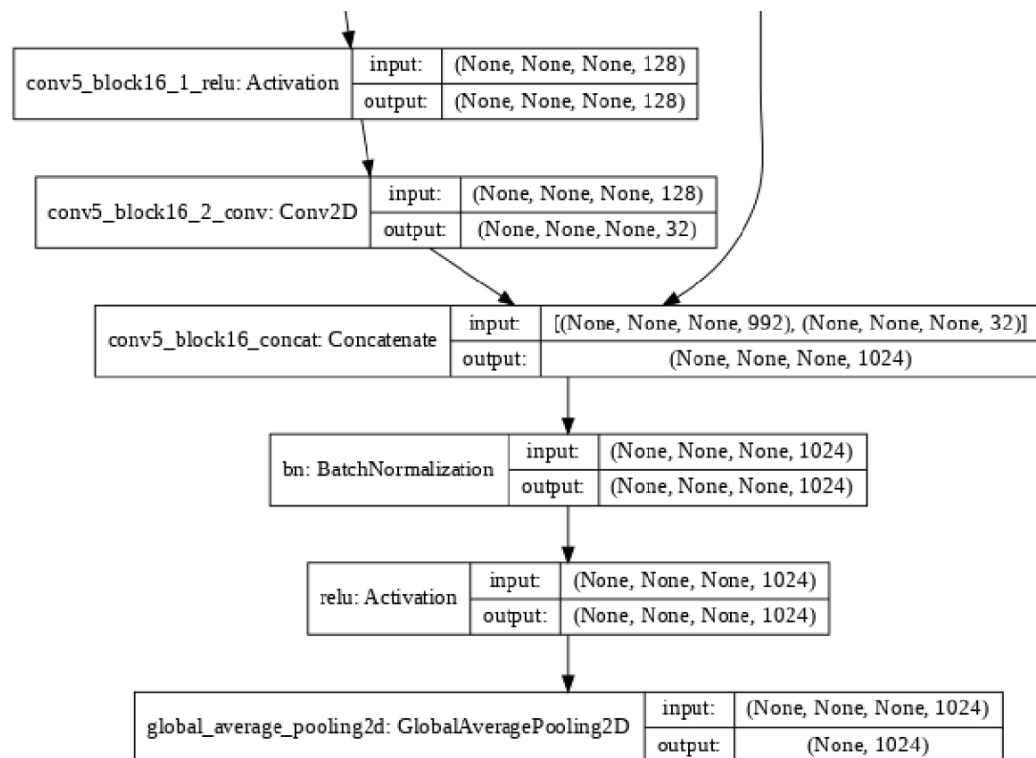 conv5_block16_1_relu: Activation
input:
(None, None, None, 128)
output:
(None, None, None, 128)
conv5_block16_2_conv: Conv2D
input:
(None, None, None, 128)
output:
(None, None, None, 32)
conv5_block16_concat: Concatenate
input:
[(None, None, None, 992), (None, None, None, 32)]
output:
(None, None, None, 1024)
bn: BatchNormalization
input:
(None, None, None, 1024)
output:
(None, None, None, 1024)
relu: Activation
input:
(None, None, None, 1024)
output:
(None, None, None, 1024)
global_average_pooling2d: GlobalAveragePooling2D
input:
(None, None, None, 1024)
output:
(None, 1024)